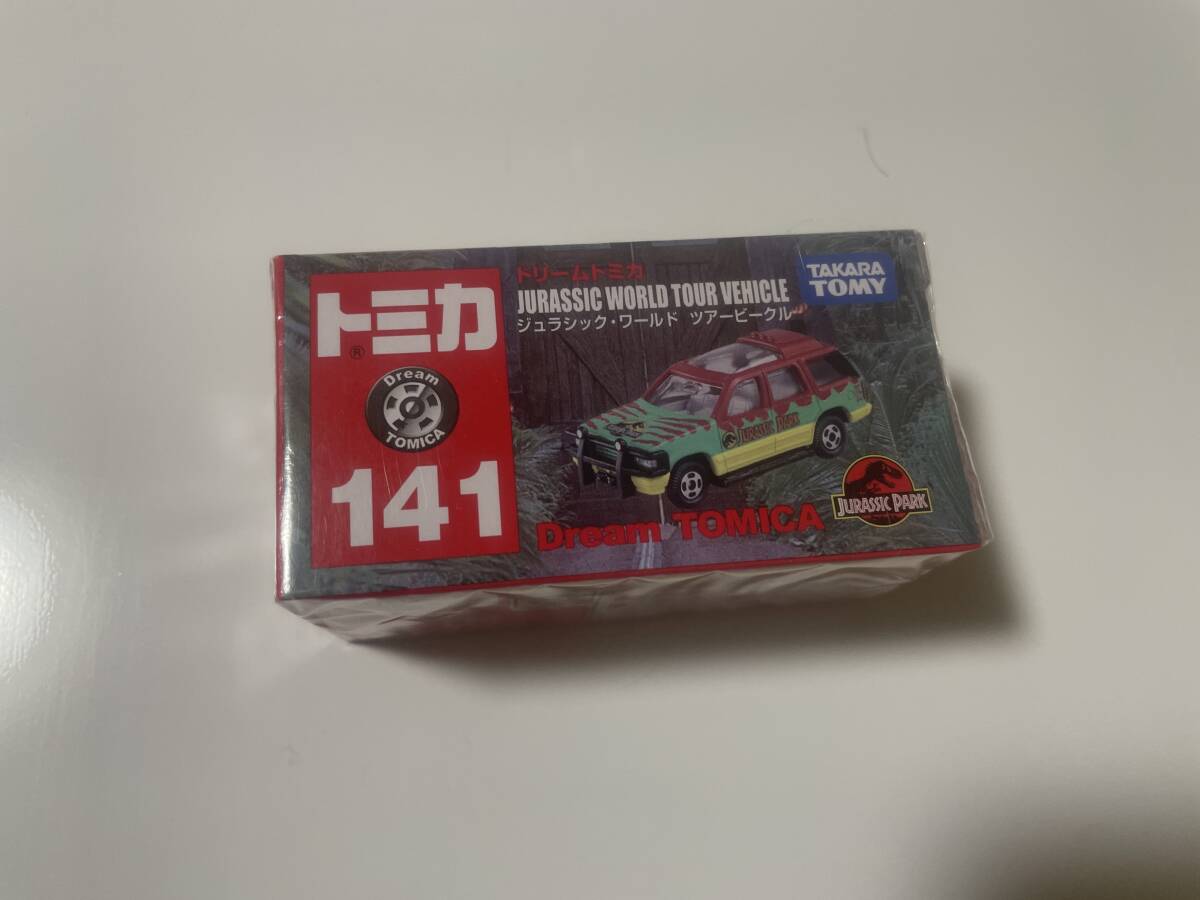 トミカ
®
Dream
TOMICA
141
ドリームトミカ
JURASSIC WORLD TOUR VEHICLE
ジュラシック・ワールド ツアービークル
TAKARA
TOMY
JURASSIC PARK
Dream TOMICA
JURASSIC PARK